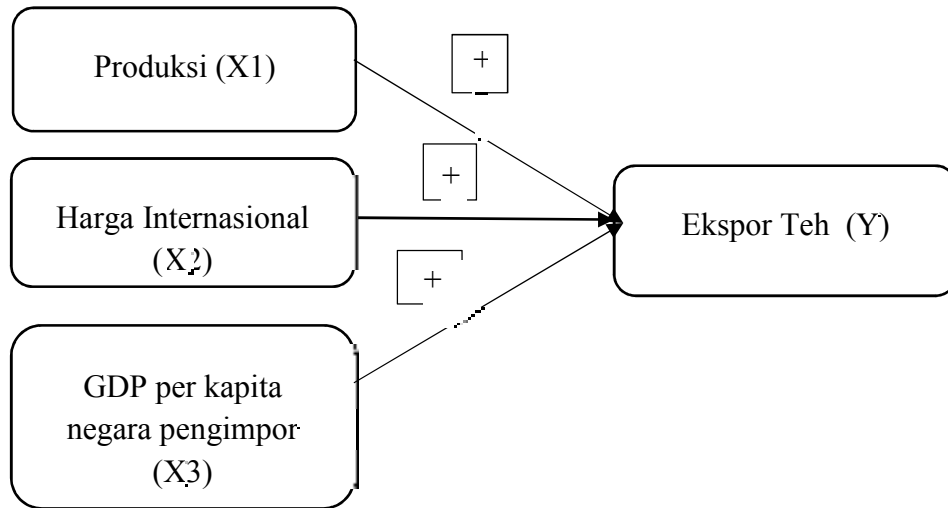 Produksi (X1)
+
Harga Internasional
(X2)
+
Ekspor Teh (Y)
+
GDP per kapita
negara pengimpor
(X3)